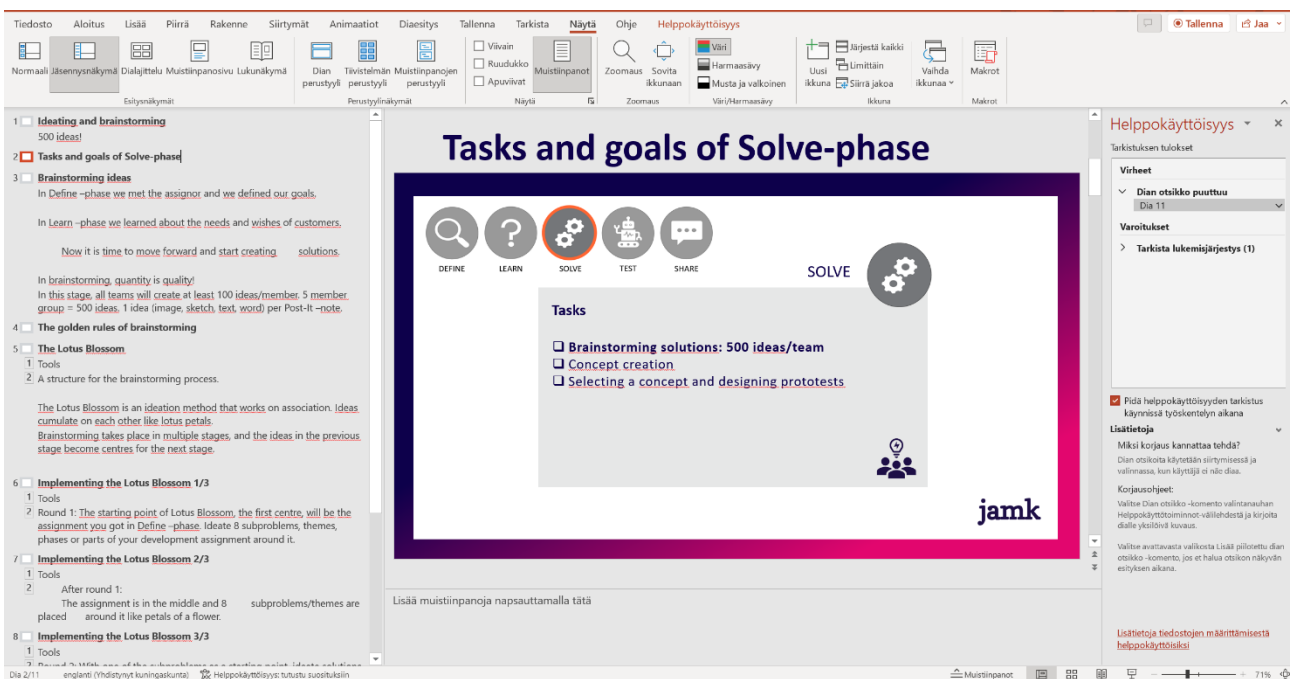 Tiedosto Aloitus Lisää Piirrä Rakenne Siirtymät Animaatiot Diaesitys Tallenna Tarkista Näytä Ohje Helppokäyttöisyys Tallenna Jaa
Normaali Jäsennysnäkymä Dialajittelu Muistiinpanosivu Lukunäkymä
Esitysnäkymät
Dian perustyyli
Tiivistelmän perustyyli
Muistiinpanojen perustyyli
Perustyylinäkymät
Viivain
Ruudukko
Apuviivat
Muistiinpanot
Näytä
Zoomaus
Sovita ikkunaan
Zoomaus
Väri
Harmaasävy
Musta ja valkoinen
Väri/Harmaasävy
Uusi ikkuna
Järjestä kaikki
Limittäin
Siirrä jakoa
Vaihda ikkunaa
Ikkuna
Makrot
Makrot
1 Ideating and brainstorming
500 ideas!
2 Tasks and goals of Solve-phase
3 Brainstorming ideas
In Define –phase we met the assignor and we defined our goals.
In Learn –phase we learned about the needs and wishes of customers.
Now it is time to move forward and start creating solutions.
In brainstorming, quantity is quality!
In this stage, all teams will create at least 100 ideas/member. 5 member
group = 500 ideas. 1 idea (image, sketch, text, word) per Post-It –note.
4 The golden rules of brainstorming
5 The Lotus Blossom
1 Tools
2 A structure for the brainstorming process.
The Lotus Blossom is an ideation method that works on association. Ideas
cumulate on each other like lotus petals.
Brainstorming takes place in multiple stages, and the ideas in the previous
stage become centres for the next stage.
6 Implementing the Lotus Blossom 1/3
1 Tools
2 Round 1: The starting point of Lotus Blossom, the first centre, will be the
assignment you got in Define –phase. Ideate 8 subproblems, themes,
phases or parts of your development assignment around it.
7 Implementing the Lotus Blossom 2/3
1 Tools
2 After round 1:
The assignment is in the middle and 8 subproblems/themes are
placed around it like petals of a flower.
8 Implementing the Lotus Blossom 3/3
1 Tools
2 Round 2: With one of the subproblems as a starting point, ideate solutions
Tasks and goals of Solve-phase
DEFINE LEARN SOLVE TEST SHARE
SOLVE
Tasks
Brainstorming solutions: 500 ideas/team
Concept creation
Selecting a concept and designing prototests
jamk
Lisää muistiinpanoja napsauttamalla tätä
Helppokäyttöisyys
Tarkistuksen tulokset
Virheet
Dian otsikko puuttuu
Dia 11
Varoitukset
Tarkista lukemisjärjestys (1)
Pidä helppokäyttöisyyden tarkistus
käynnissä työskentelyn aikana
Lisätietoja
Miksi korjaus kannattaa tehdä?
Dian otsikoita käytetään siirtymisessä ja
valinnassa, kun käyttäjä ei näe diaa.
Korjausohjeet:
Valitse Dian otsikko -komento valintanauhan
Helppokäyttötoiminnot-välilehdestä ja kirjoita
dialle yksilöivä kuvaus.
Valitse avattavasta valikosta Lisää piilotettu dian
otsikko -komento, jos et halua otsikon näkyvän
esityksen aikana.
Lisätietoja tiedostojen määrittämisestä
helppokäyttöisiksi
Dia 2/11 englanti (Yhdistynyt kuningaskunta) Helppokäyttöisyys: tutustu suosituksiin Muistiinpanot 71%